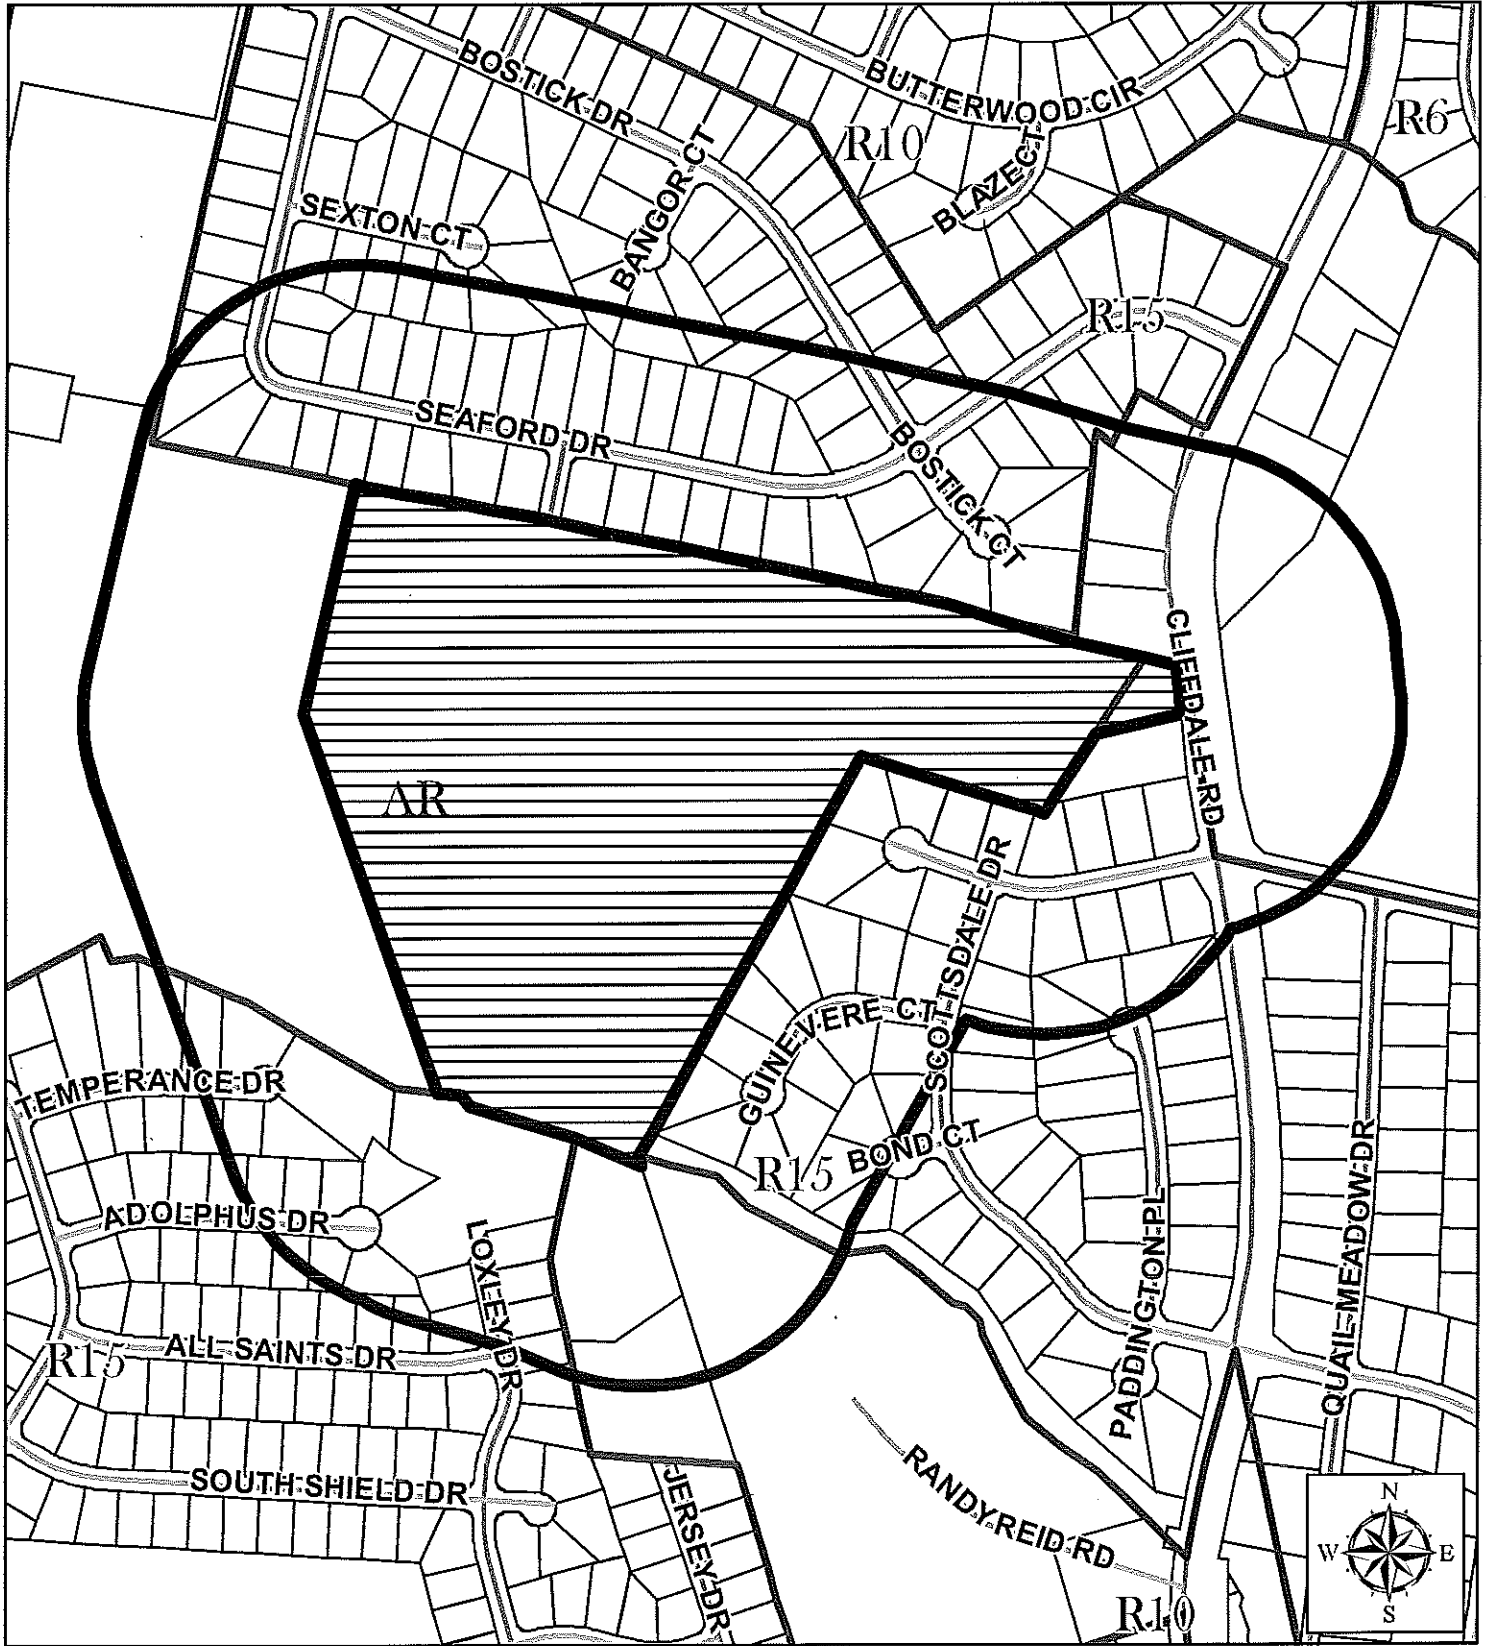 BOSTICK DR
BUTTERWOOD CIR
R6
R10
BANGOR CT
BLAZE CT
SEXTON CT
R15
SEAFORD DR
BOSTICK CT
CLIFFDALE RD
AR
SCOTTSDALE DR
GUINEVERE CT
TEMPERANCE DR
BOND CT
R15
ADOLPHUS DR
LOXLEY DR
PADDINGTON PL
QUAIL MEADOW DR
ALL SAINTS DR
R15
SOUTH SHIELD DR
JERSEY DR
RANDY REID RD
R10
N
W E
S